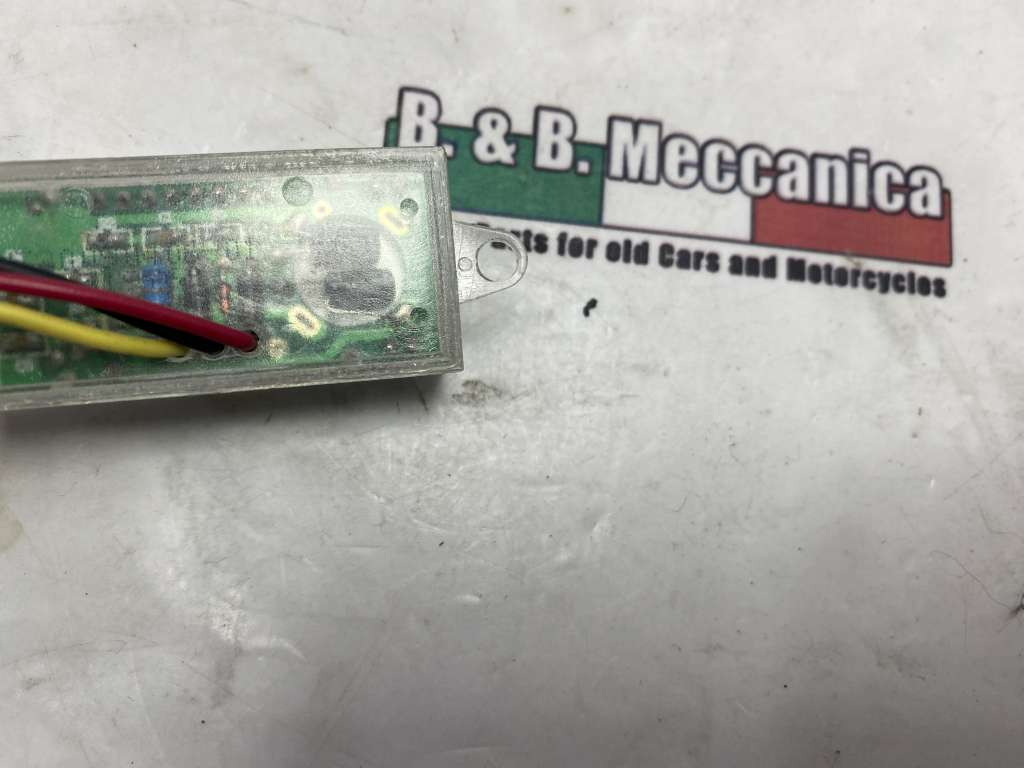 B. & B. Meccanica
for old Cars and Motorcycles